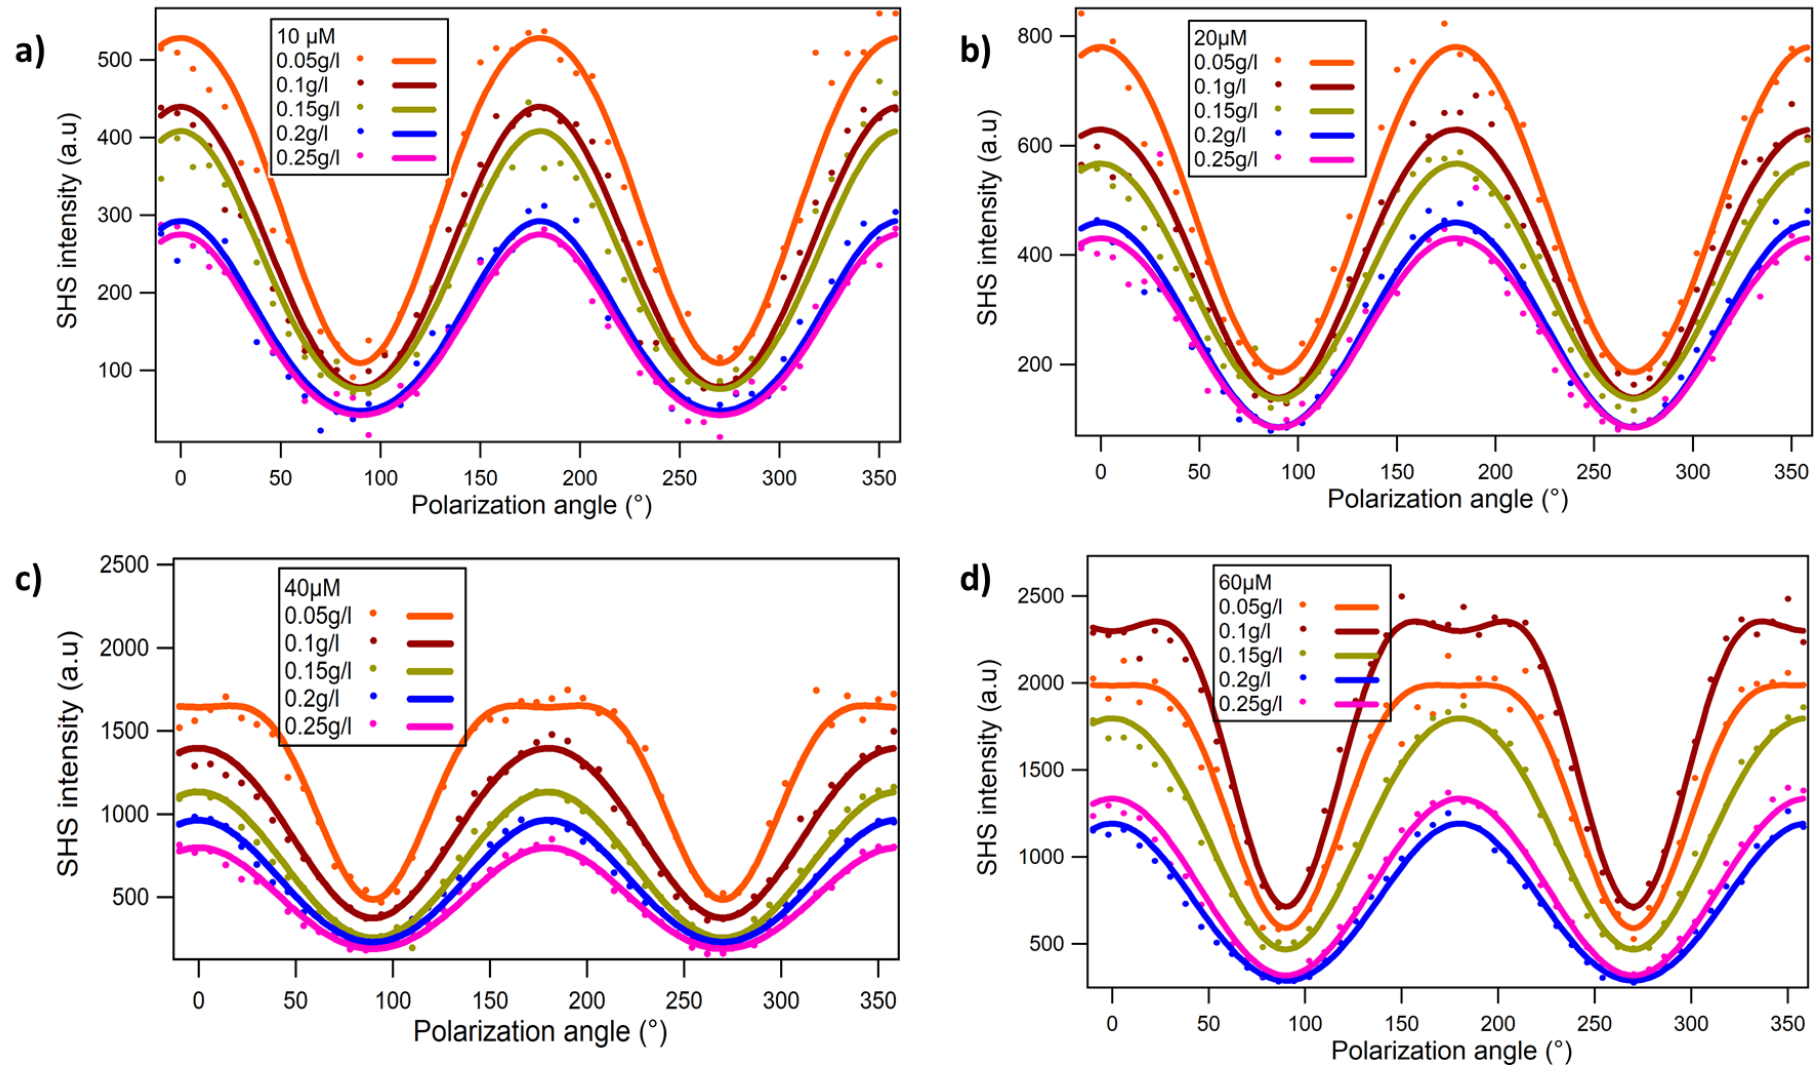 a)
10 µM
0.05g/l
0.1g/l
0.15g/l
0.2g/l
0.25g/l
500
400
300
200
100
SHS intensity (a.u)
0 50 100 150 200 250 300 350
Polarization angle (°)
b)
20µM
0.05g/l
0.1g/l
0.15g/l
0.2g/l
0.25g/l
800
600
400
200
SHS intensity (a.u)
0 50 100 150 200 250 300 350
Polarization angle (°)
c)
40µM
0.05g/l
0.1g/l
0.15g/l
0.2g/l
0.25g/l
2500
2000
1500
1000
500
SHS intensity (a.u)
0 50 100 150 200 250 300 350
Polarization angle (°)
d)
60µM
0.05g/l
0.1g/l
0.15g/l
0.2g/l
0.25g/l
2500
2000
1500
1000
500
SHS intensity (a.u)
0 50 100 150 200 250 300 350
Polarization angle (°)